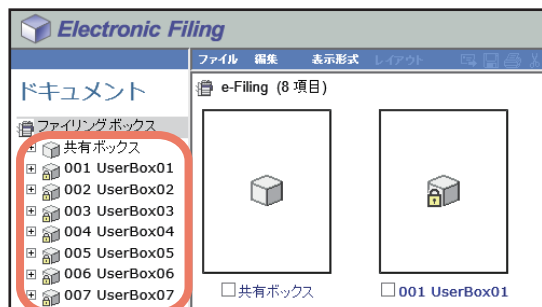 Electronic Filing
ファイル 編集 表示形式 レイアウト
ドキュメント
e-Filing (8 項目)
ファイリングボックス
共有ボックス
001 UserBox01
002 UserBox02
003 UserBox03
004 UserBox04
005 UserBox05
006 UserBox06
007 UserBox07
共有ボックス
001 UserBox01